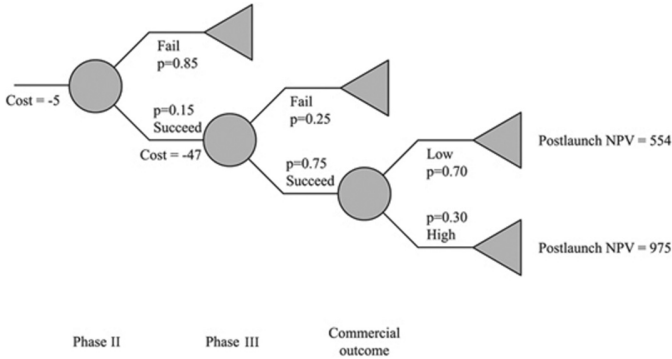 Fail
p=0.85
Cost = -5
p=0.15
Succeed
Fail
p=0.25
Cost = -47
p=0.75
Succeed
Low
p=0.70
Postlaunch NPV = 554
p=0.30
High
Postlaunch NPV = 975
Phase II
Phase III
Commercial
outcome